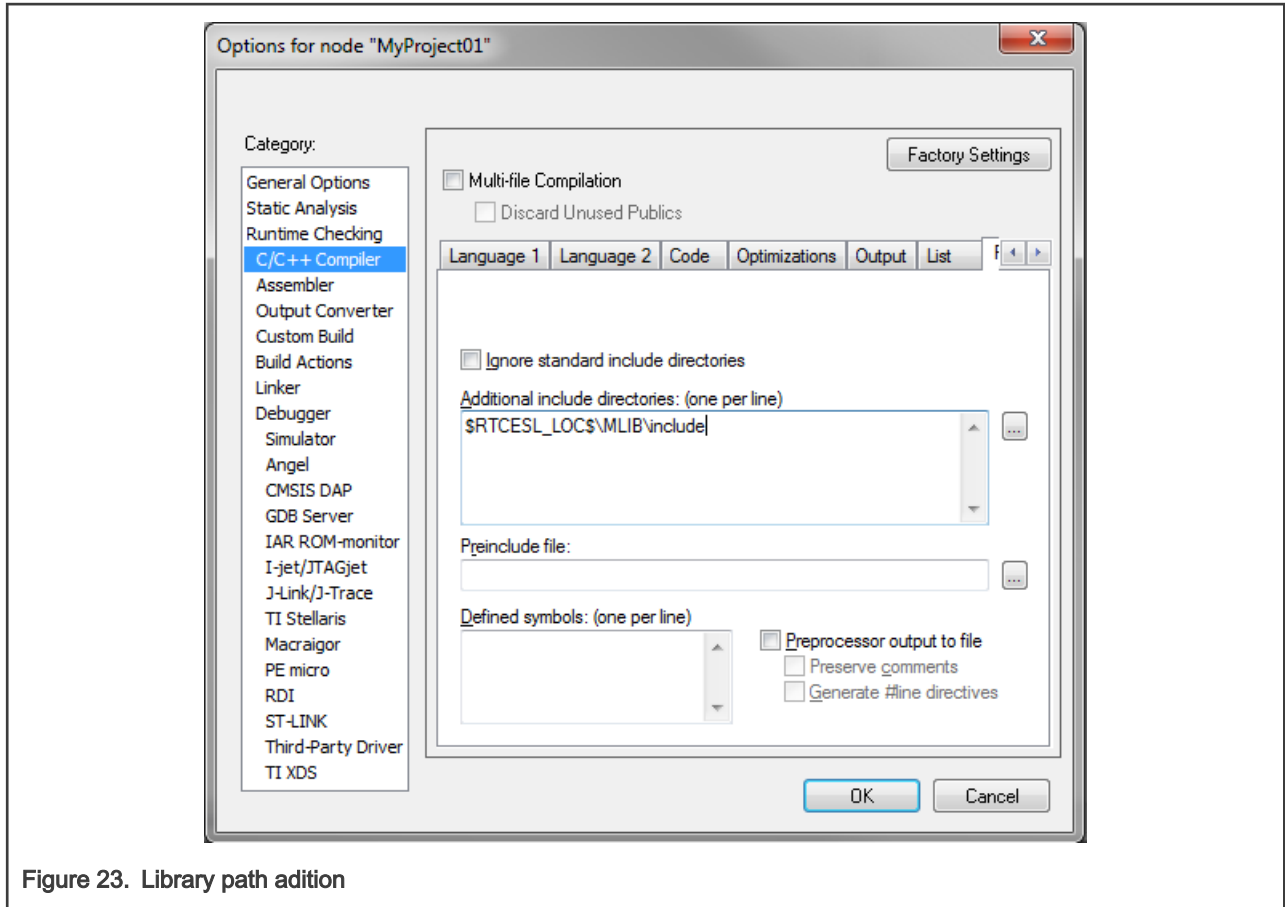 Options for node "MyProject01"
Category:
General Options
Static Analysis
Runtime Checking
C/C++ Compiler
Assembler
Output Converter
Custom Build
Build Actions
Linker
Debugger
Simulator
Angel
CMSIS DAP
GDB Server
IAR ROM-monitor
I-jet/JTAGjet
J-Link/J-Trace
TI Stellaris
Macraigor
PE micro
RDI
ST-LINK
Third-Party Driver
TI XDS
Factory Settings
Multi-file Compilation
Discard Unused Publics
Language 1 Language 2 Code Optimizations Output List
Ignore standard include directories
Additional include directories: (one per line)
$RTCESL_LOC$\MLIB\include
...
Preinclude file:
...
Defined symbols: (one per line)
Preprocessor output to file
Preserve comments
Generate #line directives
OK Cancel
Figure 23. Library path adition